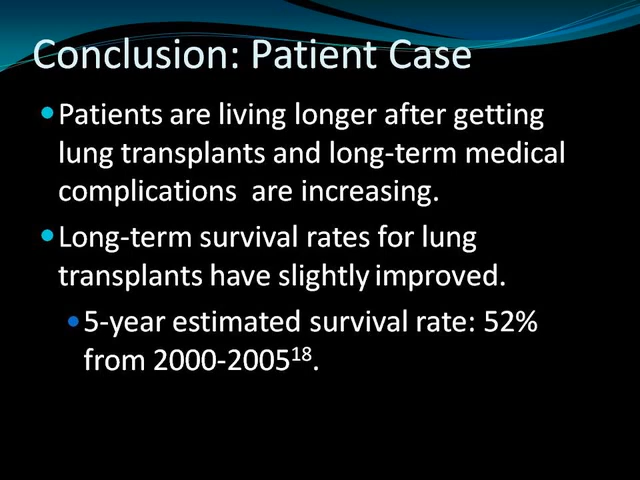 Conclusion: Patient Case
•Patients are living longer after getting
lung transplants and long-term medical
complications  are increasing.
•Long-term survival rates for lung
transplants have slightly improved.
•5-year estimated survival rate: 52%
from 2000-2005¹⁸.